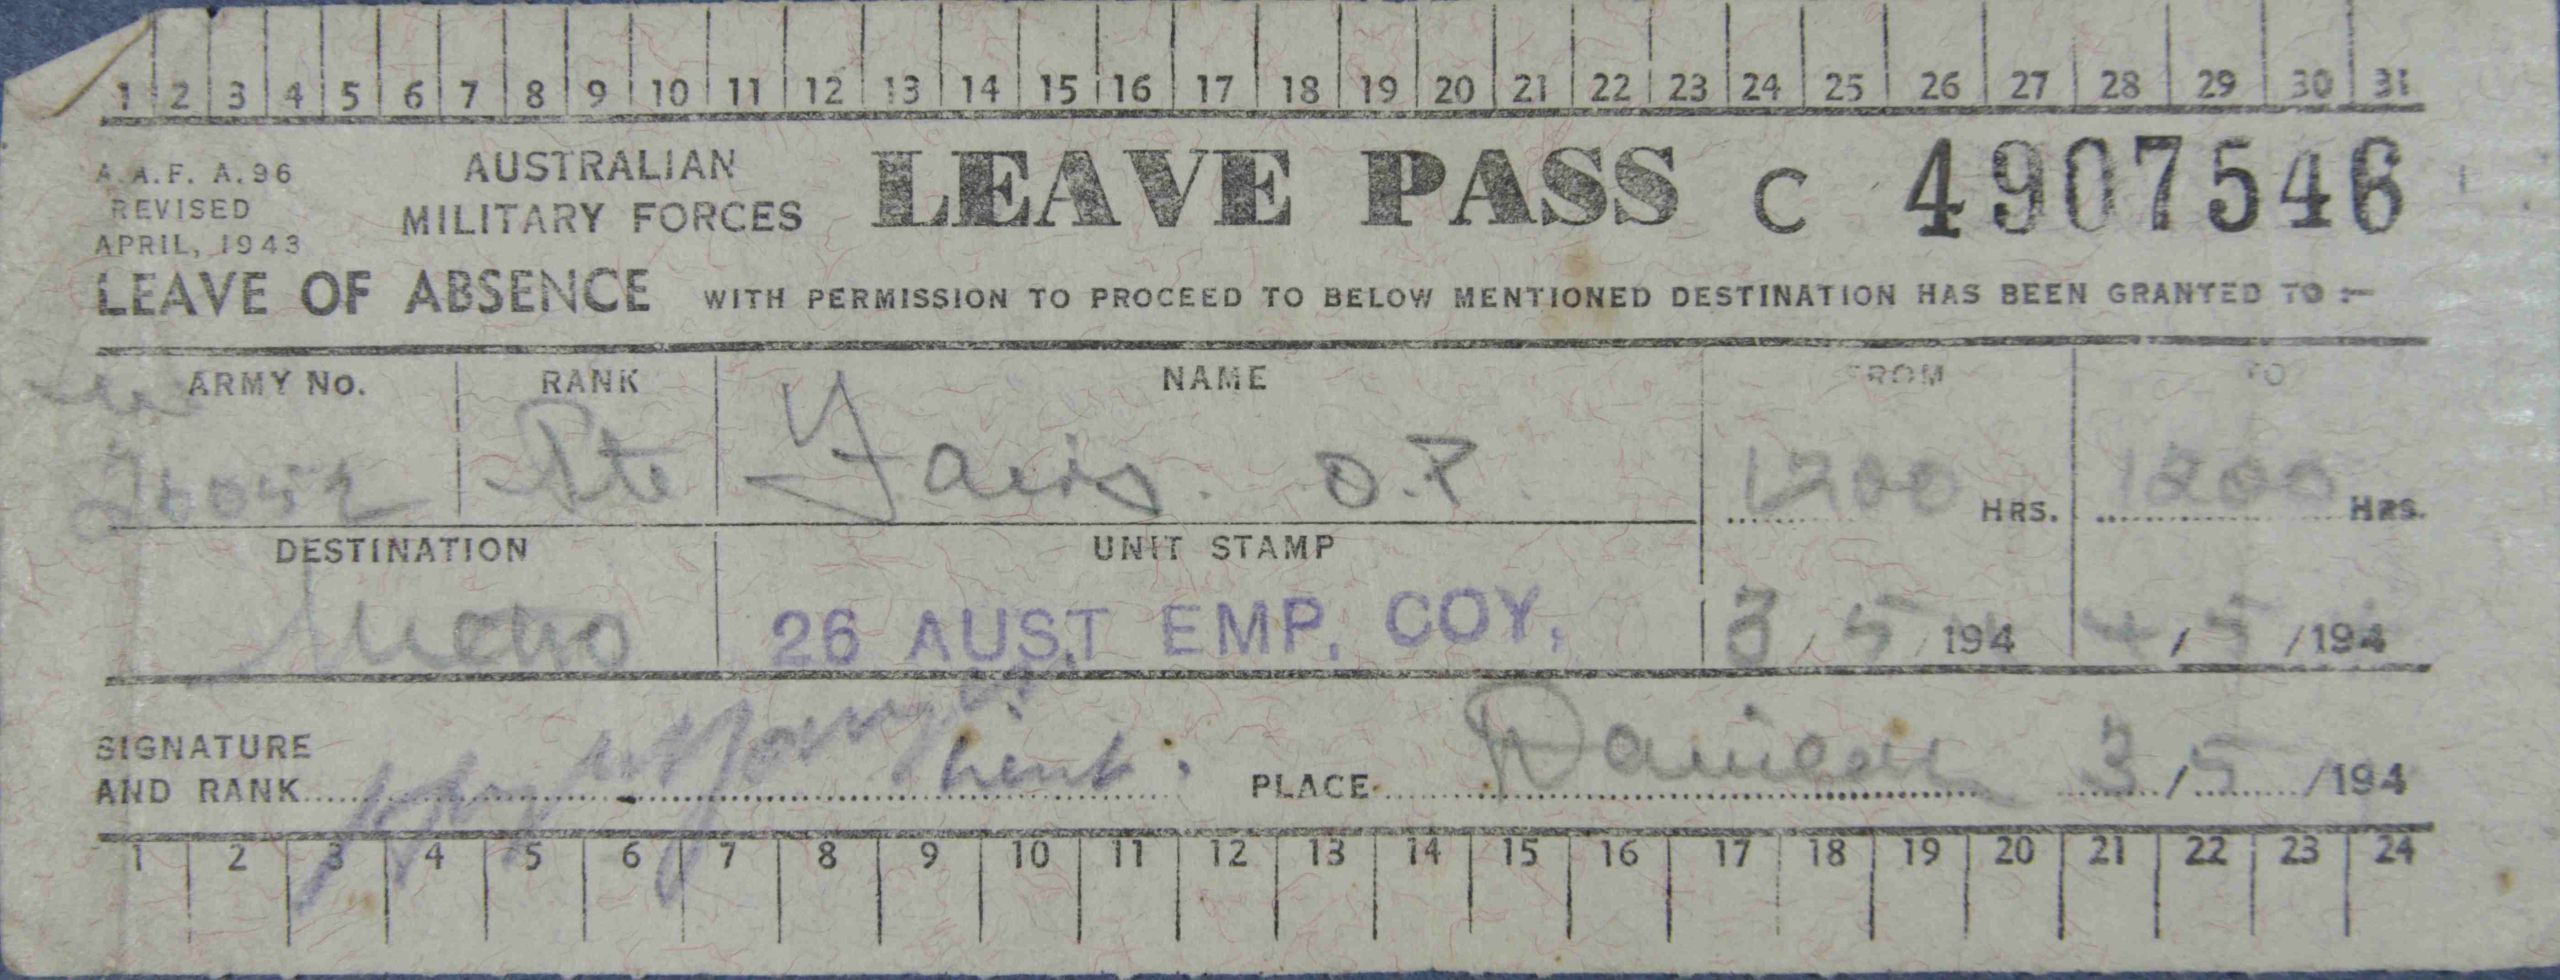 1 2 3 4 5 6 7 8 9 10 11 12 13 14 15 16 17 18 19 20 21 22 23 24 25 26 27 28 29 30 31
A.A.F. A.96
REVISED
APRIL, 1943
AUSTRALIAN
MILITARY FORCES
LEAVE PASS C 4907546
LEAVE OF ABSENCE WITH PERMISSION TO PROCEED TO BELOW MENTIONED DESTINATION HAS BEEN GRANTED TO :—
ARMY No. RANK NAME FROM TO
26052 Pte O.P. 1200 HRS. 1200 HRS.
DESTINATION UNIT STAMP
Metro 26 AUST EMP. COY. 3/5/194 4/5/194
SIGNATURE
AND RANK Lieut. PLACE 3/5/194
1 2 3 4 5 6 7 8 9 10 11 12 13 14 15 16 17 18 19 20 21 22 23 24